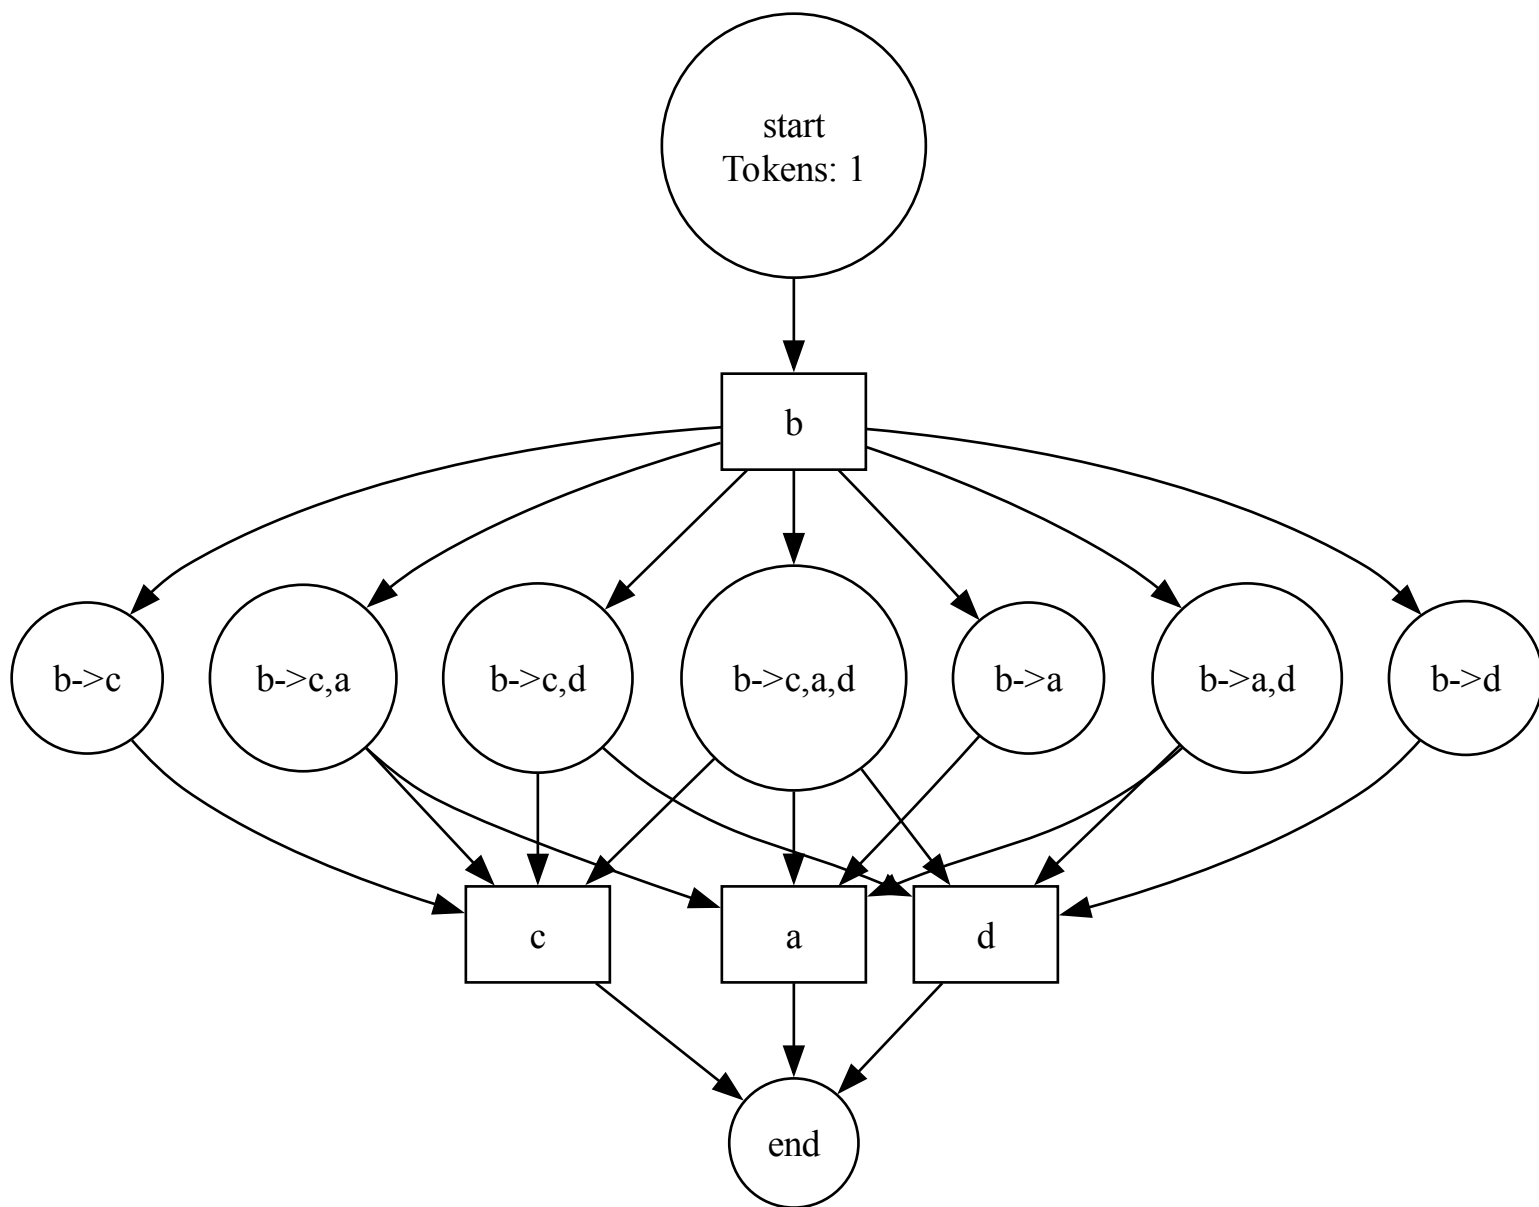 start
Tokens: 1
b
b->c
b->c,a
b->c,d
b->c,a,d
b->a
b->a,d
b->d
c
a
d
end